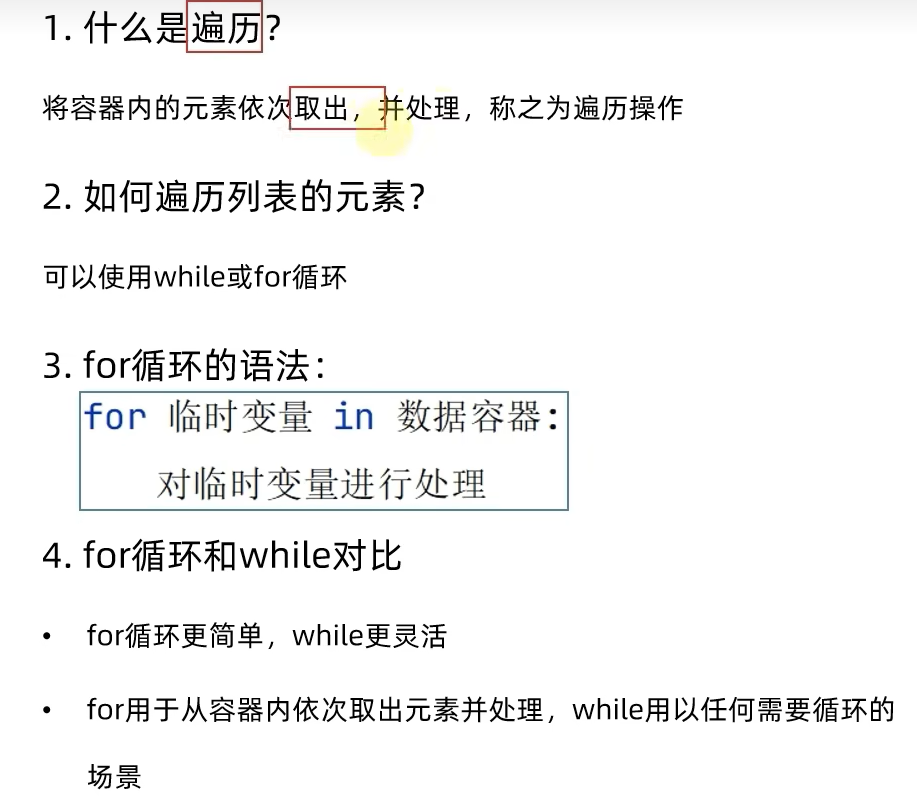 1. 什么是遍历？
将容器内的元素依次取出，并处理，称之为遍历操作
2. 如何遍历列表的元素？
可以使用while或for循环
3. for循环的语法：
for 临时变量 in 数据容器:
对临时变量进行处理
4. for循环和while对比
• for循环更简单，while更灵活
• for用于从容器内依次取出元素并处理，while用以任何需要循环的
场景